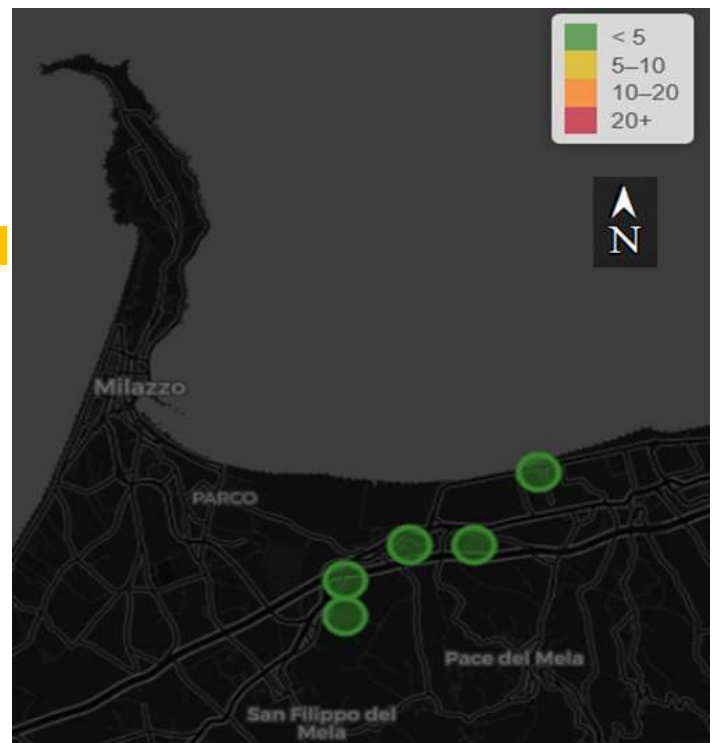 < 5
5–10
10–20
20+
N
Milazzo
PARCO
Pace del Mela
San Filippo del
Mela